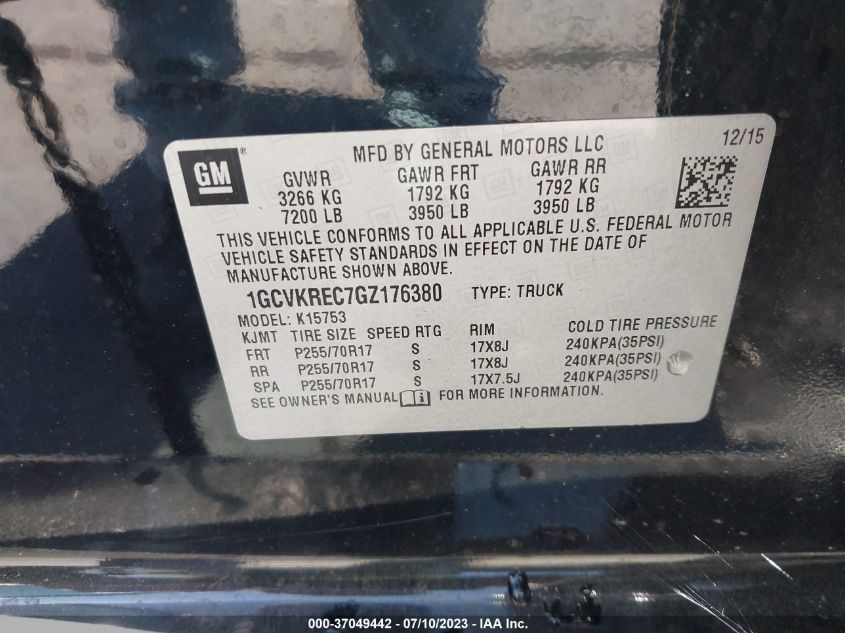 GM
MFD BY GENERAL MOTORS LLC
12/15
GVWR GAWR FRT GAWR RR
3266 KG 1792 KG 1792 KG
7200 LB 3950 LB 3950 LB
THIS VEHICLE CONFORMS TO ALL APPLICABLE U.S. FEDERAL MOTOR
VEHICLE SAFETY STANDARDS IN EFFECT ON THE DATE OF
MANUFACTURE SHOWN ABOVE.
1GCVKREC7GZ176380 TYPE: TRUCK
MODEL: K15753
KJMT TIRE SIZE SPEED RTG RIM COLD TIRE PRESSURE
FRT P255/70R17 S 17X8J 240KPA(35PSI)
RR P255/70R17 S 17X8J 240KPA(35PSI)
SPA P255/70R17 S 17X7.5J 240KPA(35PSI)
SEE OWNER'S MANUAL FOR MORE INFORMATION.
000-37049442 - 07/10/2023 - IAA Inc.